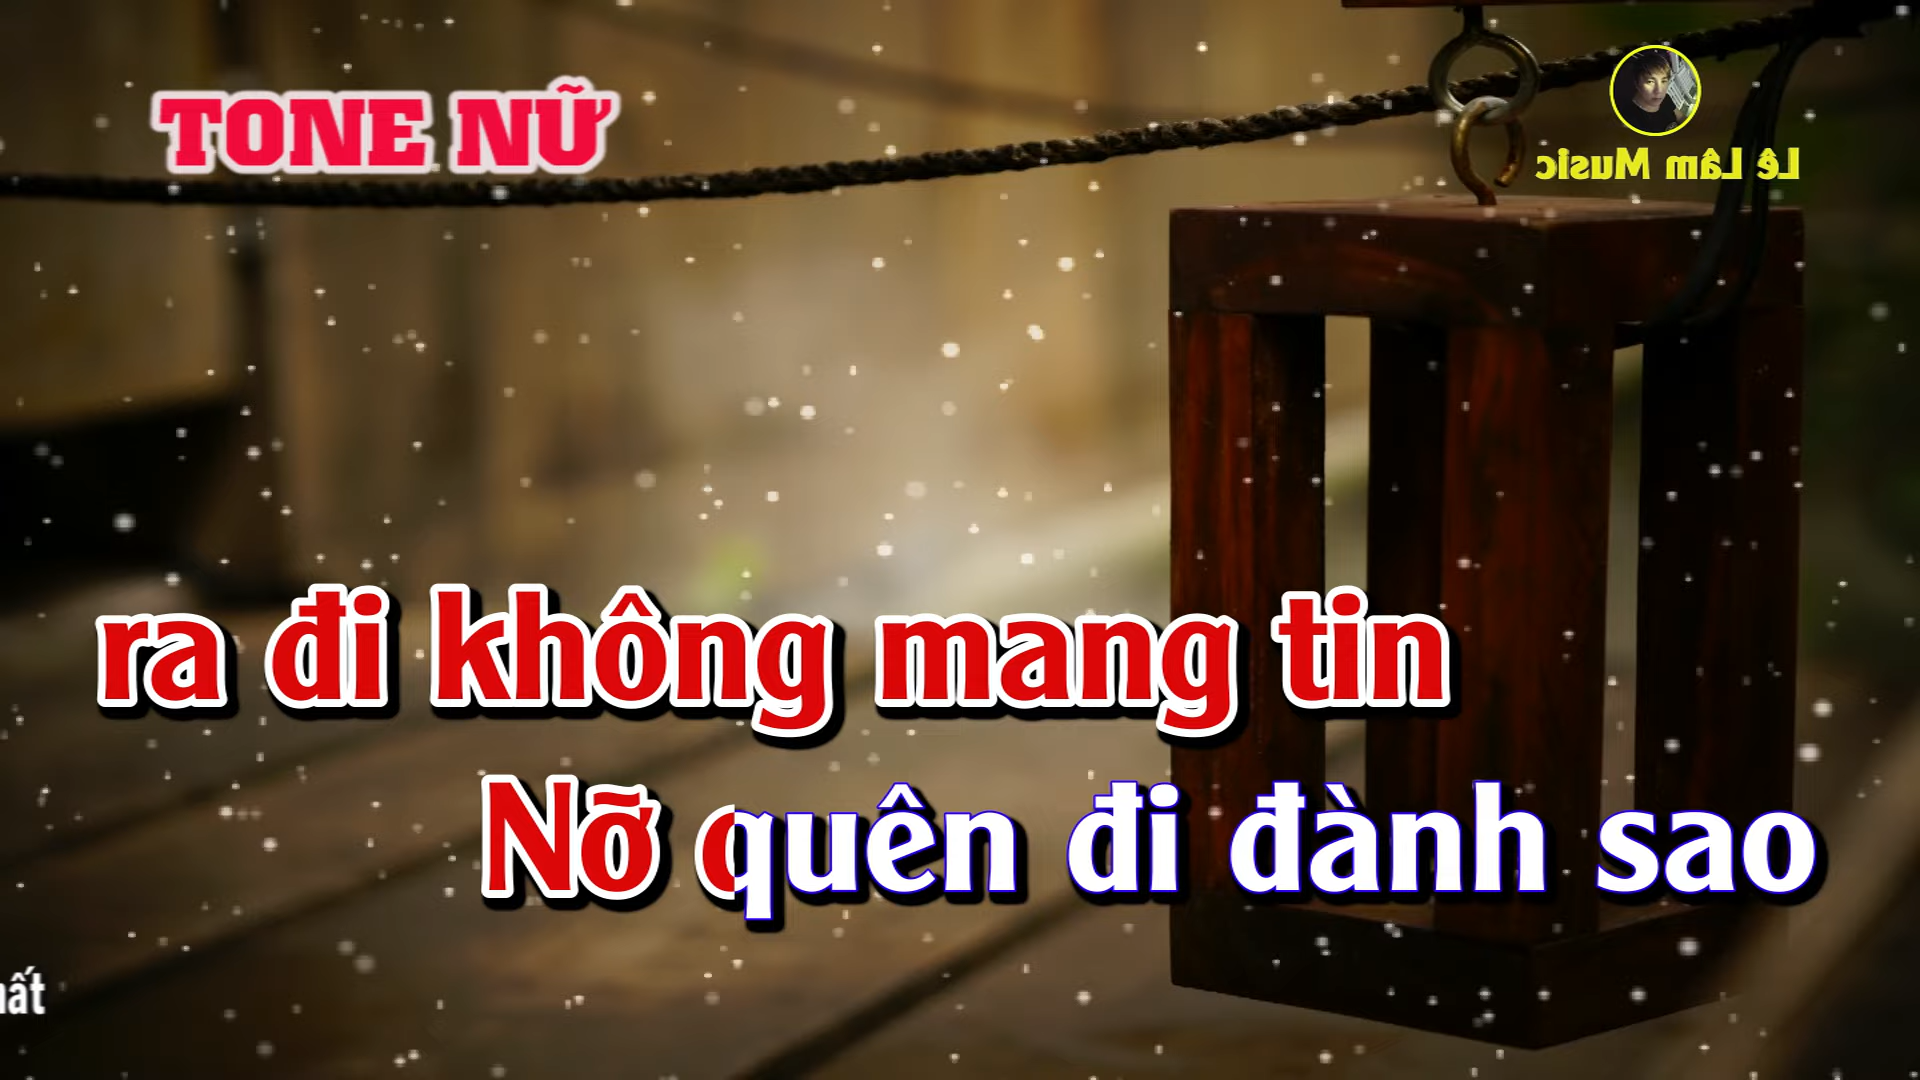 TONE NỮ
Lê Lâm Music
ra đi không mang tin
Nỡ quên đi đành sao